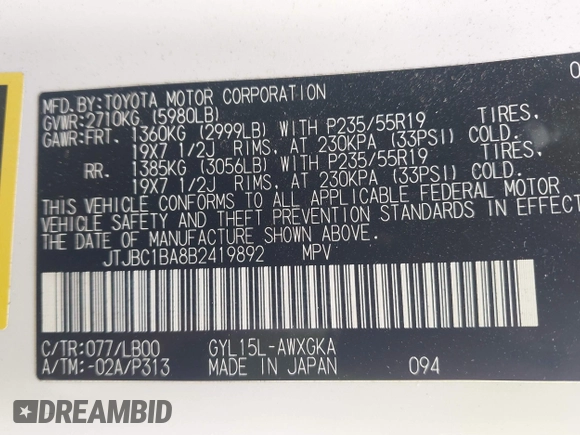 MFD.BY:TOYOTA MOTOR CORPORATION 0
GVWR:2710KG (5980LB)
GAWR:FRT. 1360KG (2999LB) WITH P235/55R19 TIRES,
19X7 1/2J RIMS, AT 230KPA (33PSI) COLD.
RR. 1385KG (3056LB) WITH P235/55R19 TIRES,
19X7 1/2J RIMS, AT 230KPA (33PSI) COLD.
THIS VEHICLE CONFORMS TO ALL APPLICABLE FEDERAL MOTOR
VEHICLE SAFETY AND THEFT PREVENTION STANDARDS IN EFFECT
THE DATE OF MANUFACTURE SHOWN ABOVE.
JTJBC1BA8B2419892 MPV
C/TR:077/LB00 GYL15L-AWXGKA
A/TM:-02A/P313 MADE IN JAPAN 094
DREAMBID